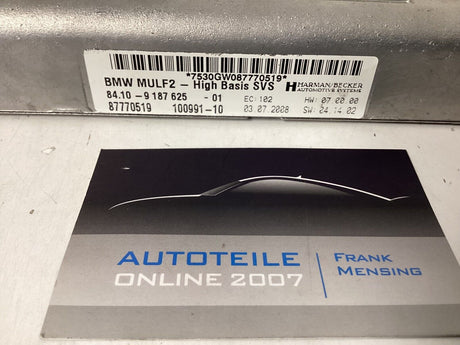 *7530GW087770519*
BMW MULF2 – High Basis SVS
HARMAN/BECKER
AUTOMOTIVE SYSTEMS
84.10-9 187 625 -01
EC:102
HW: 07.00.00
87770519 100991-10
03.07.2008
SW: 04.14.02
AUTOTEILE
ONLINE 2007
FRANK
MENSING